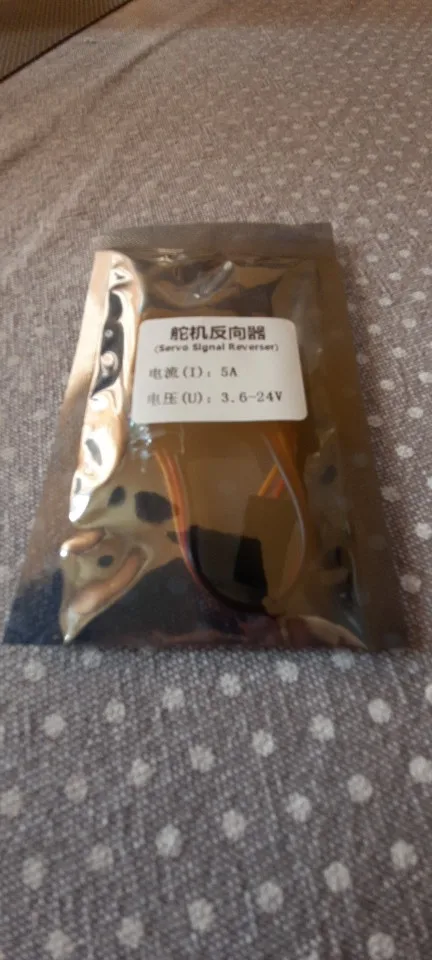 舵机反向器
(Servo Signal Reverser)
电流(I): 5A
电压(U): 3.6-24V